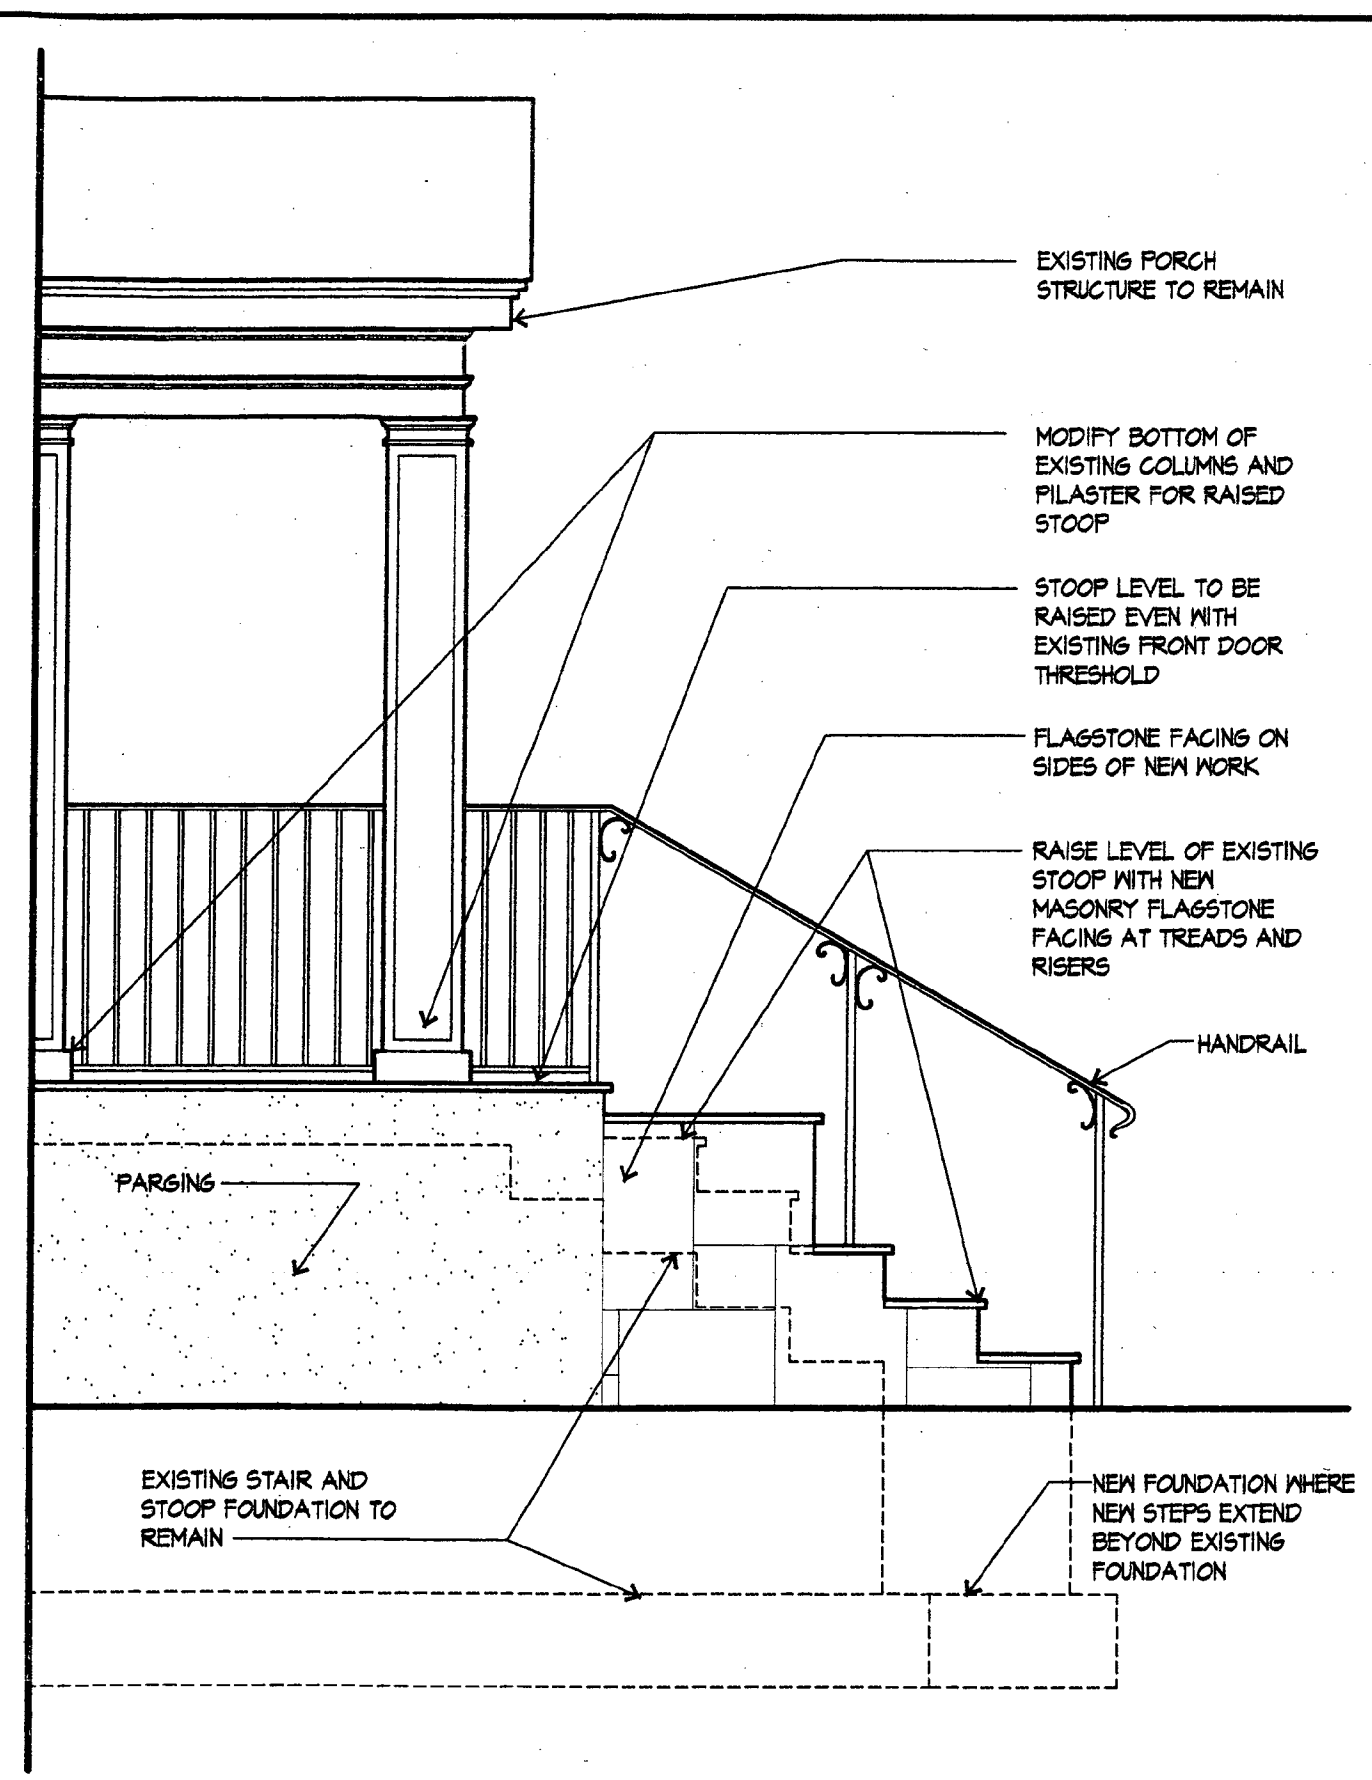 EXISTING PORCH
STRUCTURE TO REMAIN
MODIFY BOTTOM OF
EXISTING COLUMNS AND
PILASTER FOR RAISED
STOOP
STOOP LEVEL TO BE
RAISED EVEN WITH
EXISTING FRONT DOOR
THRESHOLD
FLAGSTONE FACING ON
SIDES OF NEW WORK
RAISE LEVEL OF EXISTING
STOOP WITH NEW
MASONRY FLAGSTONE
FACING AT TREADS AND
RISERS
HANDRAIL
PARGING
EXISTING STAIR AND
STOOP FOUNDATION TO
REMAIN
NEW FOUNDATION WHERE
NEW STEPS EXTEND
BEYOND EXISTING
FOUNDATION